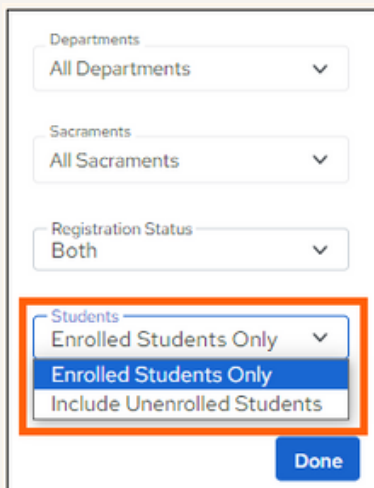 Departments
All Departments
Sacraments
All Sacraments
Registration Status
Both
Students
Enrolled Students Only
Enrolled Students Only
Include Unenrolled Students
Done